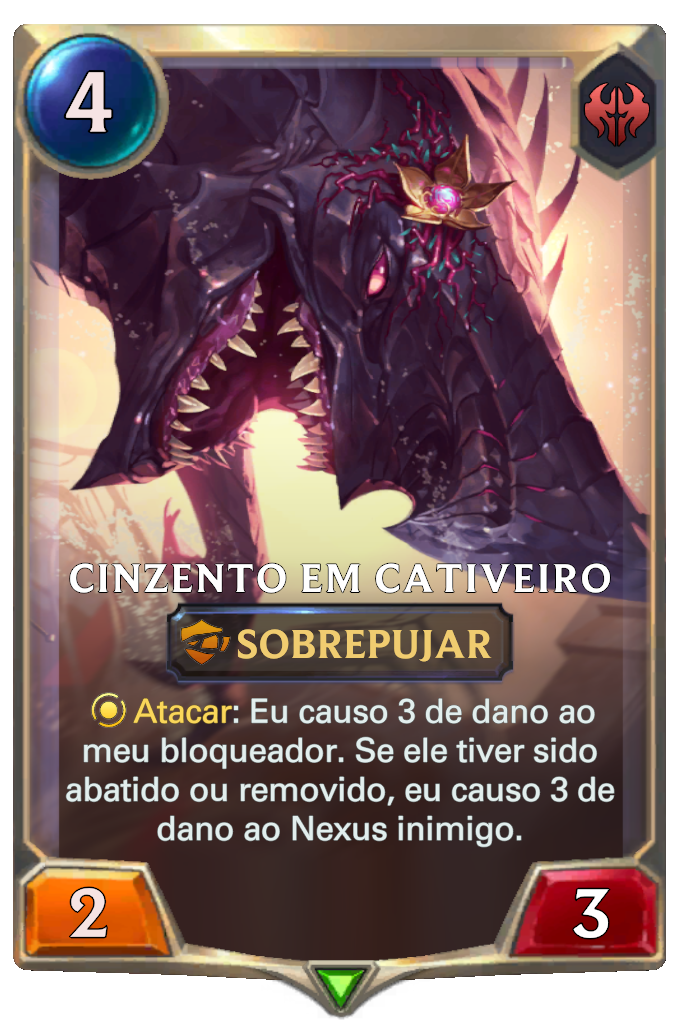 4
CINZENTO EM CATIVEIRO
SOBREPUJAR
Atacar: Eu causo 3 de dano ao
meu bloqueador. Se ele tiver sido
abatido ou removido, eu causo 3 de
dano ao Nexus inimigo.
2
3